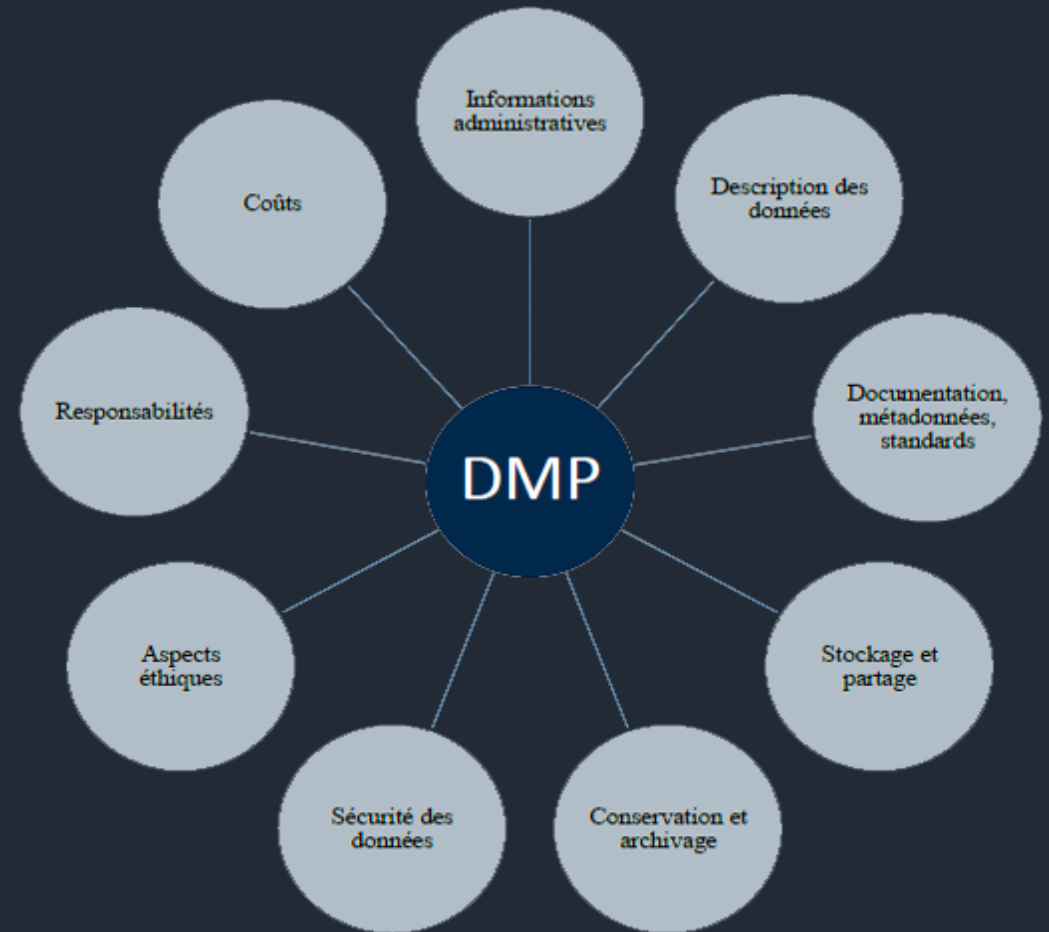 Informations
administratives
Description des
données
Documentation,
métadonnées,
standards
Stockage et
partage
Conservation et
archivage
Sécurité des
données
Aspects
éthiques
Responsabilités
Coûts
DMP